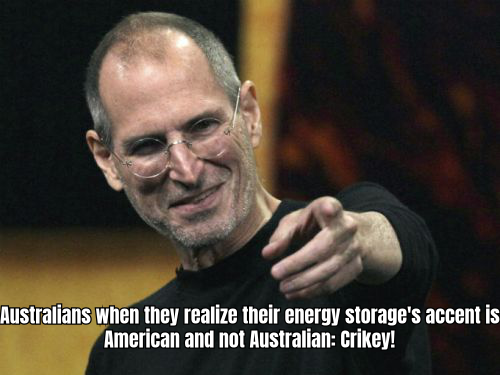 Australians when they realize their energy storage's accent is
American and not Australian: Crikey!